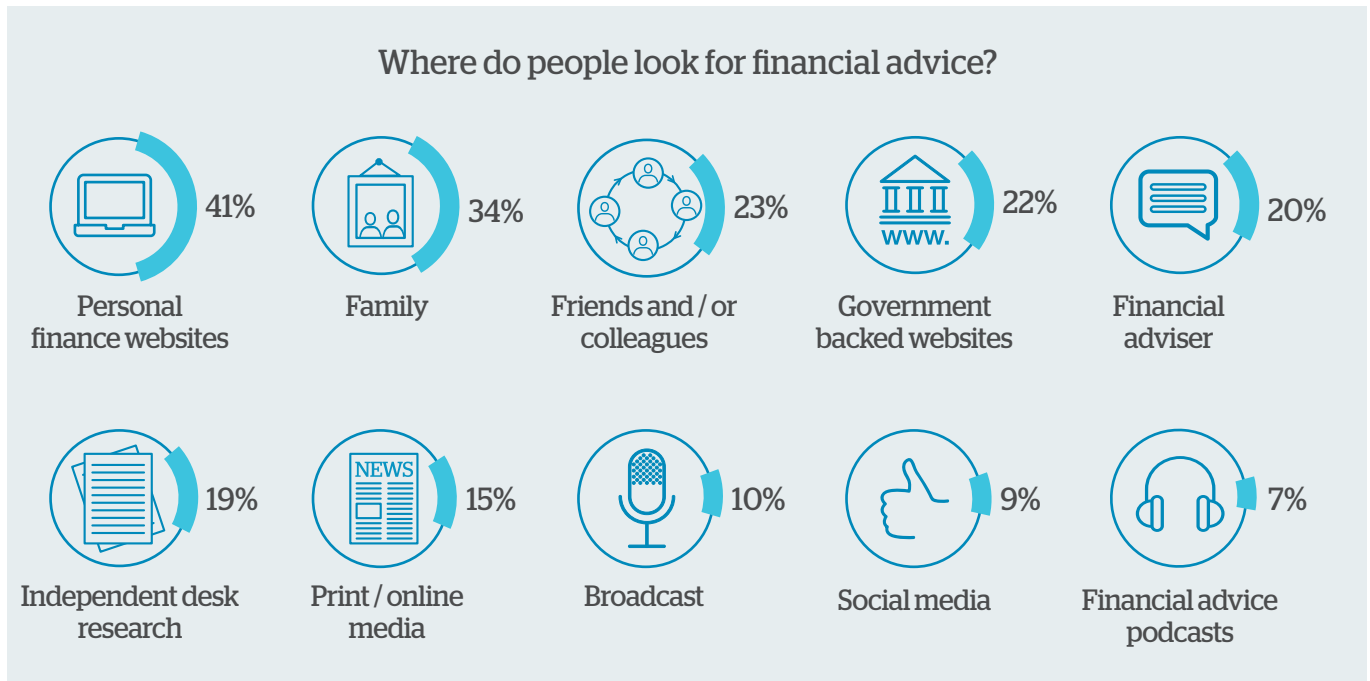 Where do people look for financial advice?
41%
Personal
finance websites
34%
Family
23%
Friends and / or
colleagues
www.
22%
Government
backed websites
20%
Financial
adviser
19%
Independent desk
research
NEWS
15%
Print / online
media
10%
Broadcast
9%
Social media
7%
Financial advice
podcasts